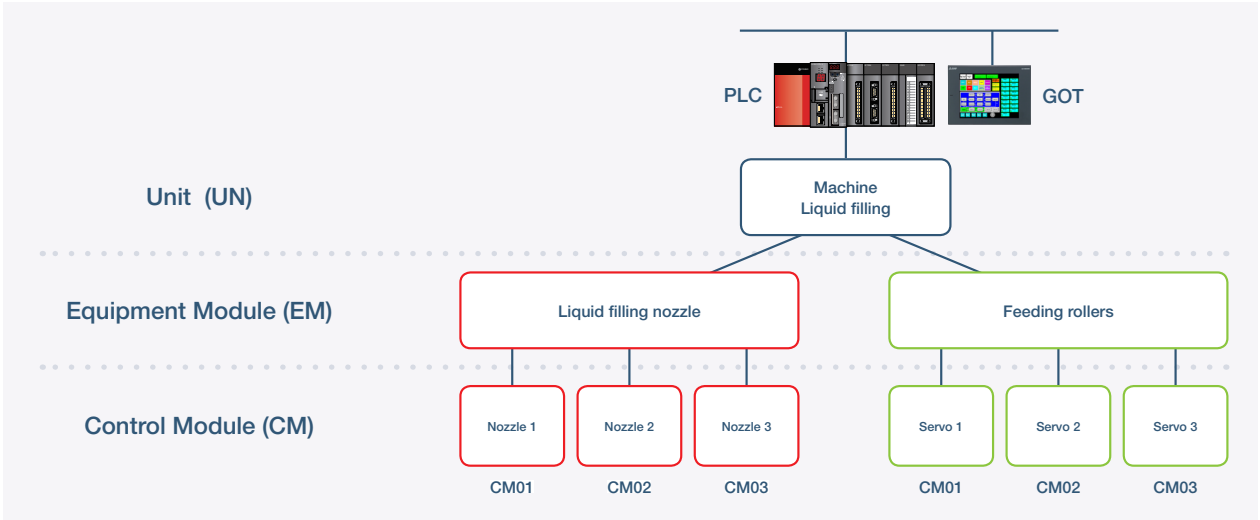 PLC
GOT
Unit (UN)
Machine
Liquid filling
Equipment Module (EM)
Liquid filling nozzle
Feeding rollers
Control Module (CM)
Nozzle 1
Nozzle 2
Nozzle 3
Servo 1
Servo 2
Servo 3
CM01
CM02
CM03
CM01
CM02
CM03